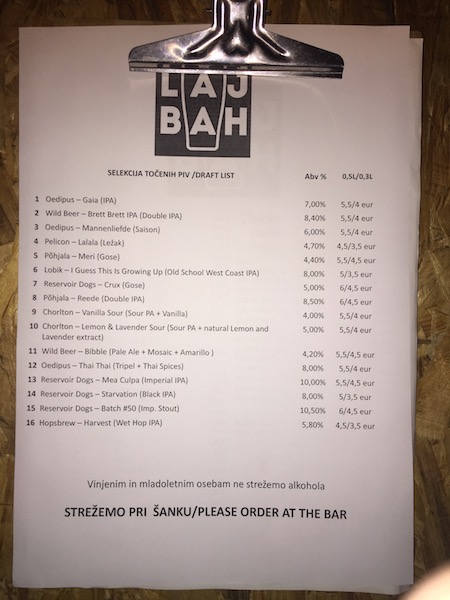 LAJ
BAH
SELEKCIJA TOČENIH PIV /DRAFT LIST Abv % 0,5L/0,3L
1 Oedipus – Gaia (IPA) 7,00% 5,5/4 eur
2 Wild Beer – Brett Brett IPA (Double IPA) 8,40% 5,5/4 eur
3 Oedipus – Mannenliefde (Saison) 6,00% 5,5/4 eur
4 Pelicon – Lalala (Ležak) 4,70% 4,5/3,5 eur
5 Põhjala – Meri (Gose) 4,40% 5,5/4,5 eur
6 Lobik – I Guess This Is Growing Up (Old School West Coast IPA) 8,00% 5/3,5 eur
7 Reservoir Dogs – Crux (Gose) 5,00% 6/4,5 eur
8 Põhjala – Reede (Double IPA) 8,50% 6/4,5 eur
9 Chorlton – Vanilla Sour (Sour PA + Vanilla) 4,00% 5,5/4 eur
10 Chorlton – Lemon & Lavender Sour (Sour PA + natural Lemon and 5,00% 5,5/4 eur
Lavender extract)
11 Wild Beer – Bibble (Pale Ale + Mosaic + Amarillo ) 4,20% 5,5/4,5 eur
12 Oedipus – Thai Thai (Tripel + Thai Spices) 8,00% 5,5/4 eur
13 Reservoir Dogs – Mea Culpa (Imperial IPA) 10,00% 5,5/4,5 eur
14 Reservoir Dogs – Starvation (Black IPA) 8,00% 5/3,5 eur
15 Reservoir Dogs – Batch #50 (Imp. Stout) 10,50% 6/4,5 eur
16 Hopsbrew – Harvest (Wet Hop IPA) 5,80% 4,5/3,5 eur
Vinjenim in mladoletnim osebam ne strežemo alkohola
STREŽEMO PRI ŠANKU/PLEASE ORDER AT THE BAR